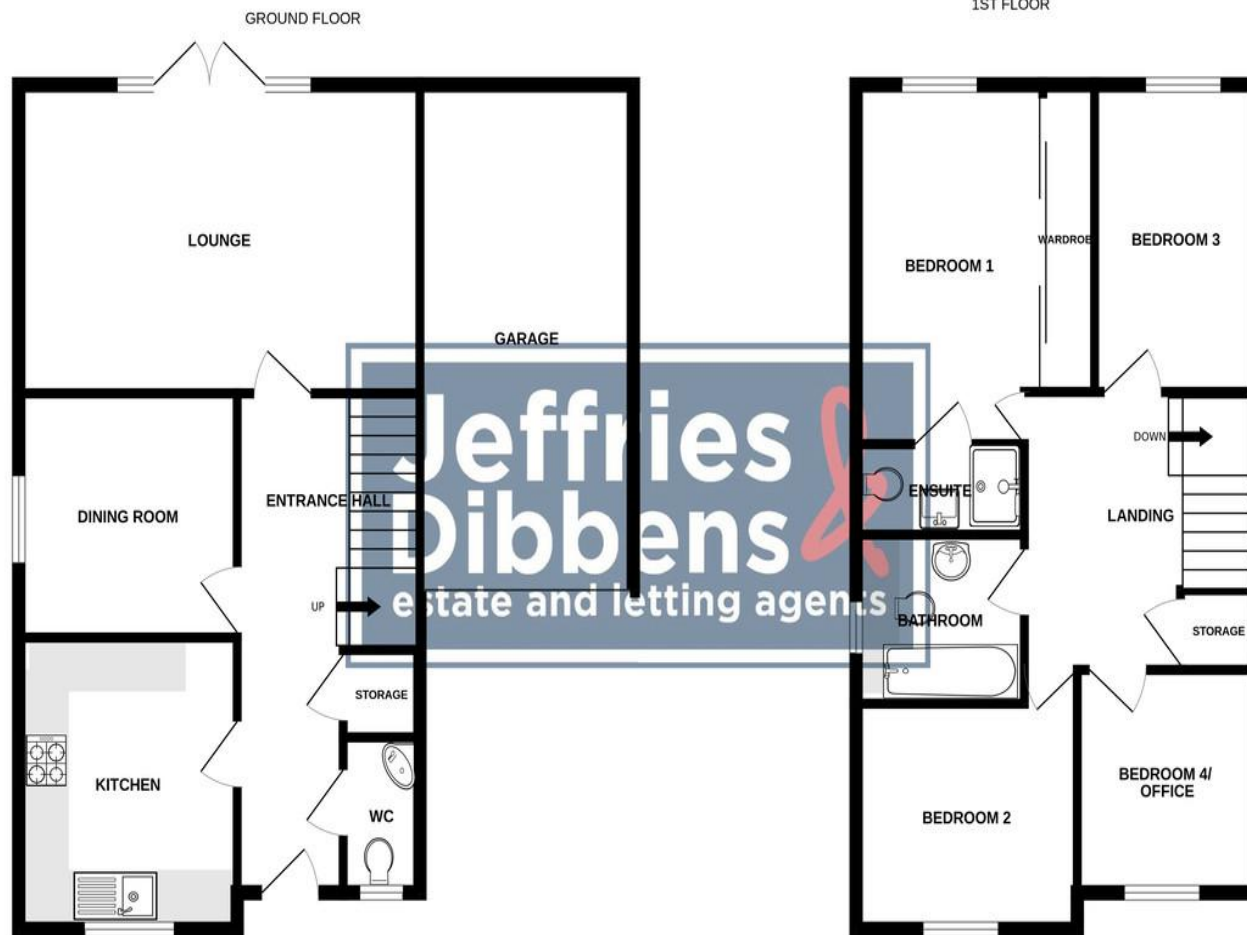 GROUND FLOOR
1ST FLOOR
LOUNGE
GARAGE
DINING ROOM
ENTRANCE HALL
UP
STORAGE
KITCHEN
WC
BEDROOM 1
WARDROBE
BEDROOM 3
DOWN
ENSUITE
LANDING
BATHROOM
STORAGE
BEDROOM 2
BEDROOM 4/
OFFICE
Jeffries &
Dibbens
estate and letting agents